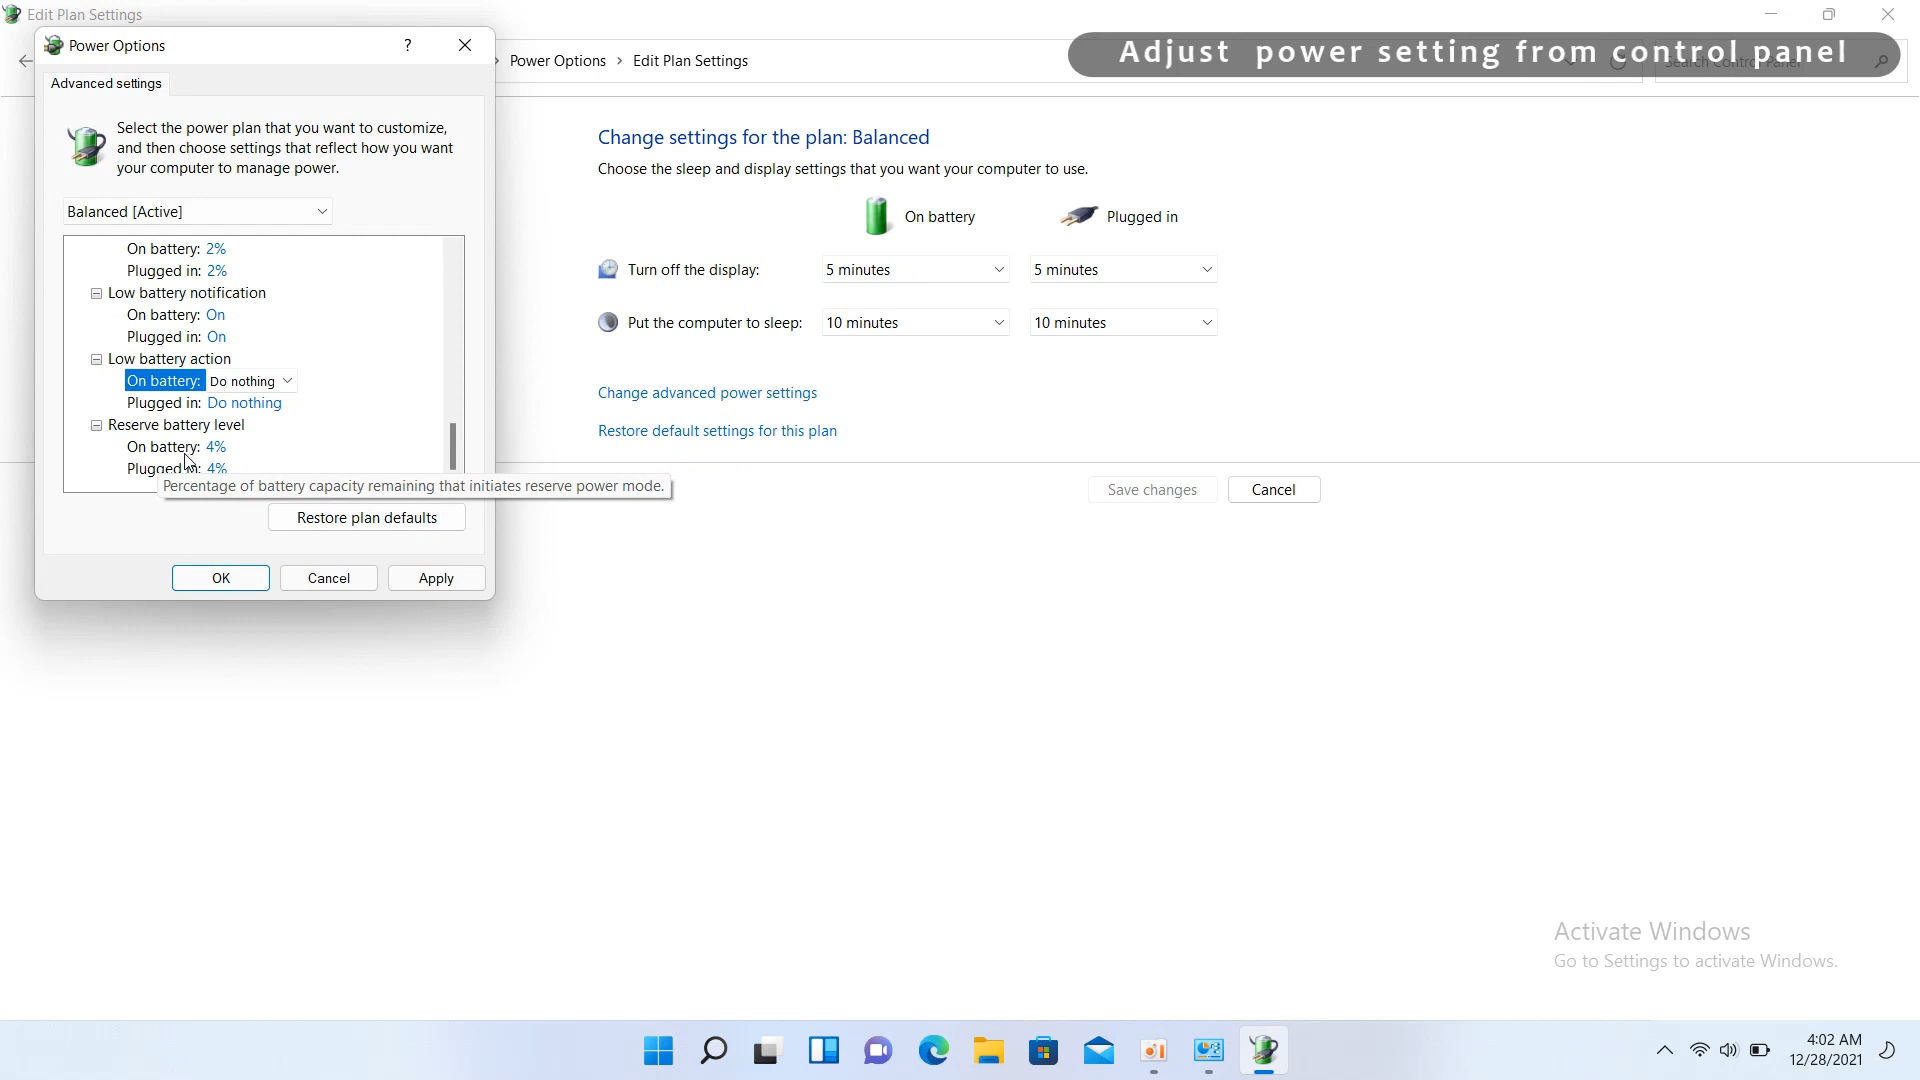 Edit Plan Settings
Power Options
?
Power Options > Edit Plan Settings
Adjust power setting from control panel
Search Control Panel
Advanced settings
Select the power plan that you want to customize,
and then choose settings that reflect how you want
your computer to manage power.
Balanced [Active]
On battery: 2%
Plugged in: 2%
Low battery notification
On battery: On
Plugged in: On
Low battery action
On battery: Do nothing
Plugged in: Do nothing
Reserve battery level
On battery: 4%
Plugged in: 4%
Percentage of battery capacity remaining that initiates reserve power mode.
Restore plan defaults
OK
Cancel
Apply
Change settings for the plan: Balanced
Choose the sleep and display settings that you want your computer to use.
On battery
Plugged in
Turn off the display:
5 minutes
5 minutes
Put the computer to sleep:
10 minutes
10 minutes
Change advanced power settings
Restore default settings for this plan
Save changes
Cancel
Activate Windows
Go to Settings to activate Windows.
4:02 AM
12/28/2021